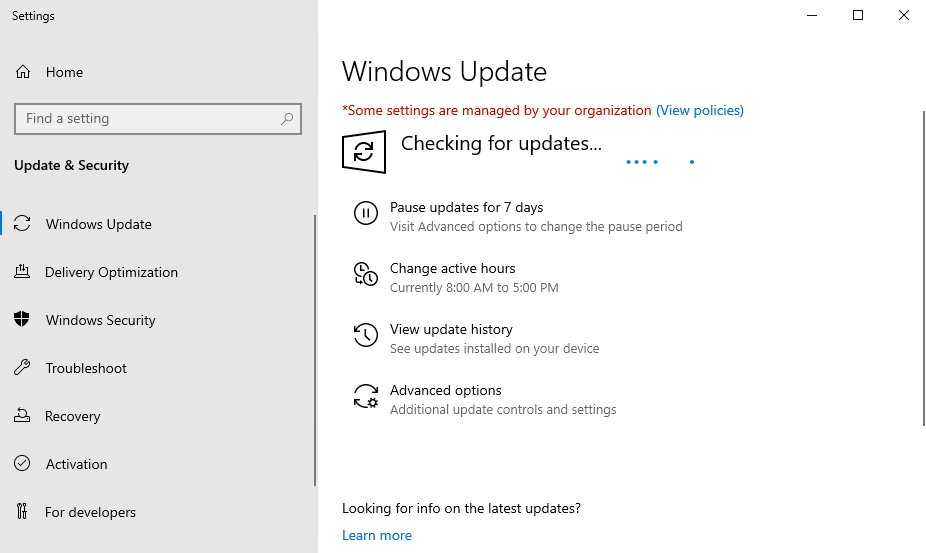 Settings
Home
Find a setting
Update & Security
Windows Update
Delivery Optimization
Windows Security
Troubleshoot
Recovery
Activation
For developers
Windows Update
*Some settings are managed by your organization (View policies)
Checking for updates...
Pause updates for 7 days
Visit Advanced options to change the pause period
Change active hours
Currently 8:00 AM to 5:00 PM
View update history
See updates installed on your device
Advanced options
Additional update controls and settings
Looking for info on the latest updates?
Learn more